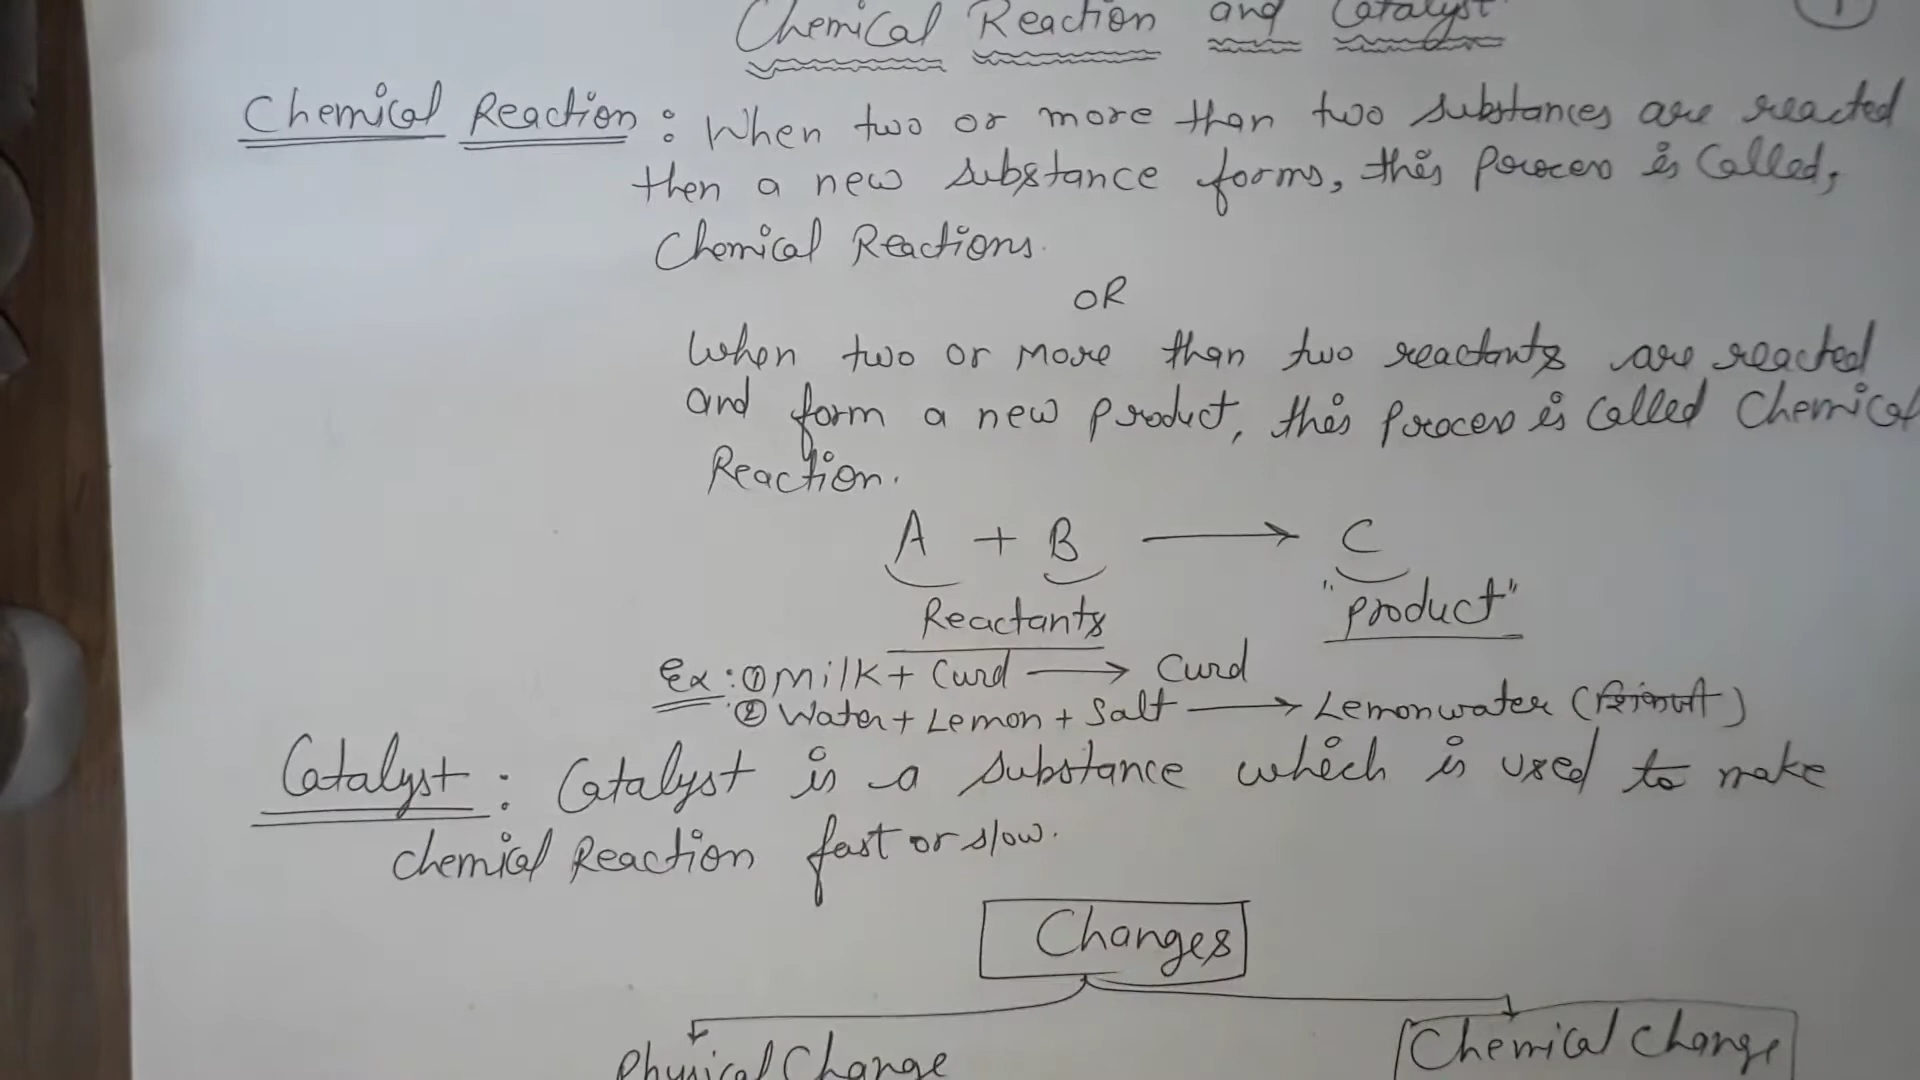 Chemical Reaction and Catalyst
1
Chemical Reaction : When two or more than two substances are reacted
then a new substance forms, this process is called,
Chemical Reactions.
OR
When two or more than two reactants are reacted
and form a new product, this process is called Chemical
Reaction.
A + B → C
Reactants "product"
Ex : ① Milk + Curd → Curd
② Water + Lemon + Salt → Lemonwater ()
Catalyst : Catalyst is a substance which is used to make
chemical Reaction fast or slow.
Changes
Physical Change Chemical Change